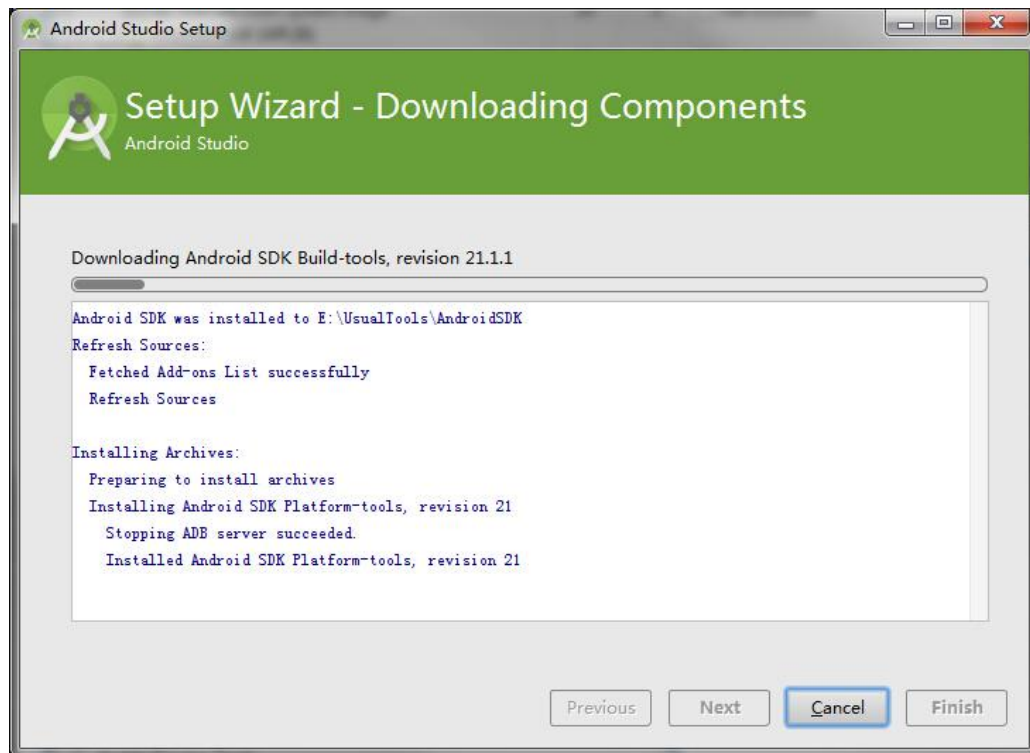 Android Studio Setup
Setup Wizard - Downloading Components
Android Studio
Downloading Android SDK Build-tools, revision 21.1.1
Android SDK was installed to E:\UsualTools\AndroidSDK
Refresh Sources:
Fetched Add-ons List successfully
Refresh Sources
Installing Archives:
Preparing to install archives
Installing Android SDK Platform-tools, revision 21
Stopping ADB server succeeded.
Installed Android SDK Platform-tools, revision 21
Previous Next Cancel Finish